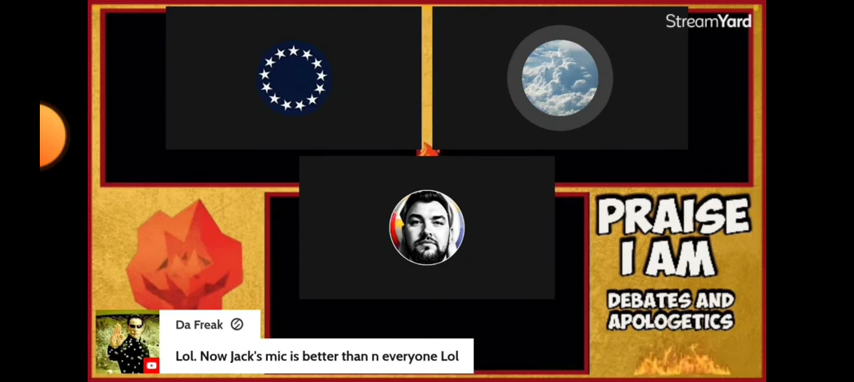 StreamYard
PRAISE
I AM
DEBATES AND
APOLOGETICS
Da Freak
Lol. Now Jack's mic is better than n everyone Lol